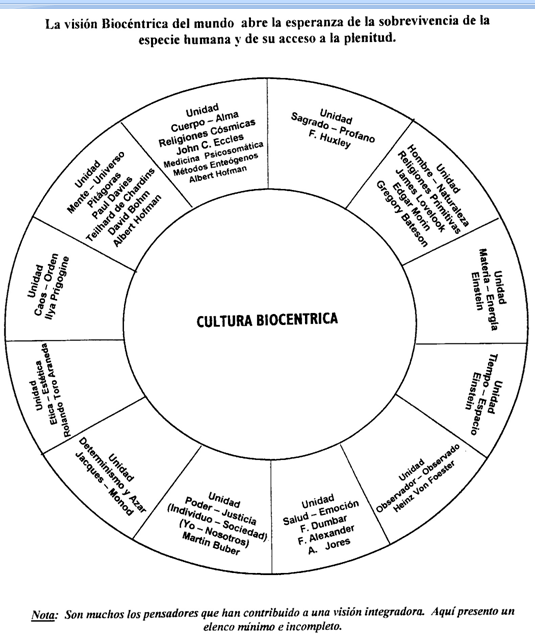 La visión Biocéntrica del mundo abre la esperanza de la sobrevivencia de la
especie humana y de su acceso a la plenitud.
Unidad
Cuerpo – Alma
Religiones Cósmicas
John C. Eccles
Medicina Psicosomática
Métodos Enteógenos
Albert Hofman
Unidad
Sagrado – Profano
F. Huxley
Unidad
Hombre – Naturaleza
Religiones Primitivas
James Lovelook
Edgar Morin
Gregory Bateson
Unidad
Materia – Energía
Einstein
Unidad
Tiempo – Espacio
Einstein
Unidad
Observador – Observado
Heinz Von Foester
Unidad
Salud – Emoción
F. Dumbar
F. Alexander
A. Jores
Unidad
Poder – Justicia
(Individuo – Sociedad)
(Yo – Nosotros)
Martin Buber
Unidad
Determinismo y Azar
Jacques – Monod
Unidad
Etica – Estética
Rolando Toro Araneda
Unidad
Caos – Orden
Ilya Prigogine
Unidad
Mente – Universo
Pitágoras
Paul Davies
Teilhard de Chardins
David Bohm
Albert Hofman
CULTURA BIOCENTRICA
Nota: Son muchos los pensadores que han contribuido a una visión integradora. Aquí presento un
elenco mínimo e incompleto.